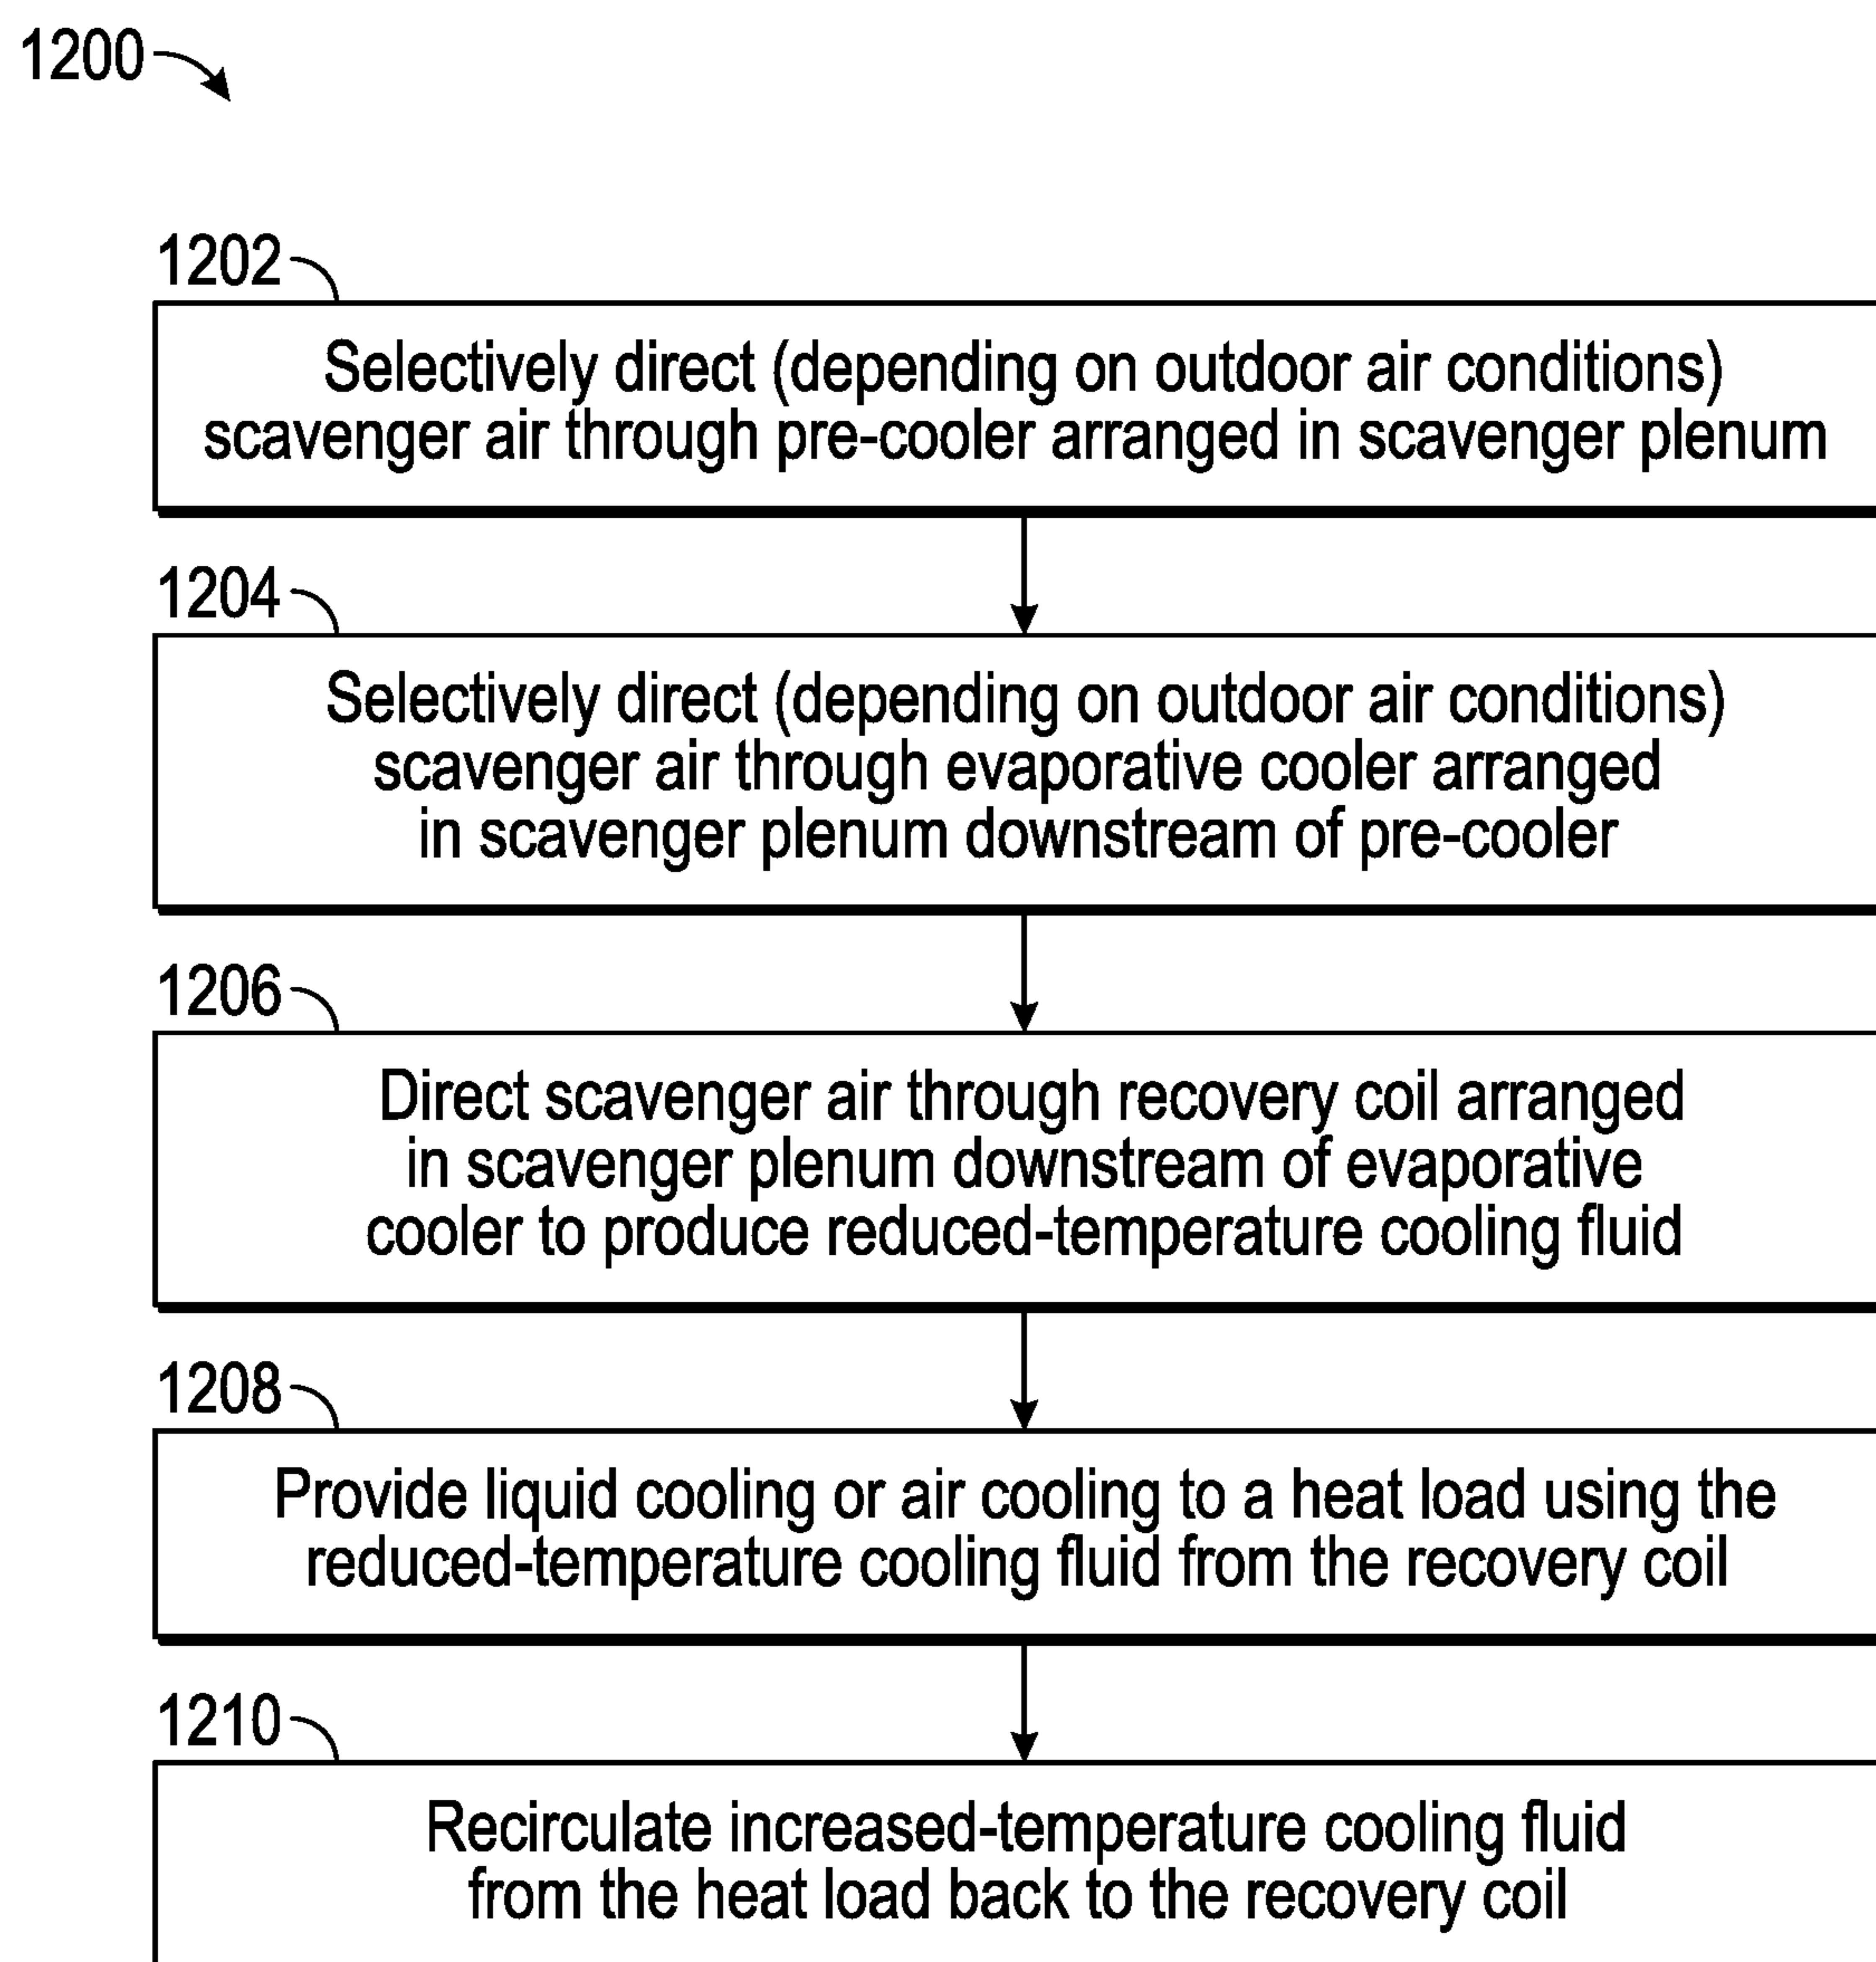 1200
1202
Selectively direct (depending on outdoor air conditions)
scavenger air through pre-cooler arranged in scavenger plenum
1204
Selectively direct (depending on outdoor air conditions)
scavenger air through evaporative cooler arranged
in scavenger plenum downstream of pre-cooler
1206
Direct scavenger air through recovery coil arranged
in scavenger plenum downstream of evaporative
cooler to produce reduced-temperature cooling fluid
1208
Provide liquid cooling or air cooling to a heat load using the
reduced-temperature cooling fluid from the recovery coil
1210
Recirculate increased-temperature cooling fluid
from the heat load back to the recovery coil